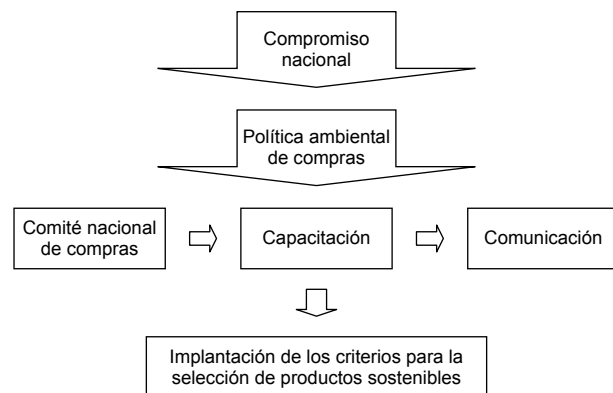 Compromiso
nacional
Política ambiental
de compras
Comité nacional
de compras
Capacitación
Comunicación
Implantación de los criterios para la
selección de productos sostenibles